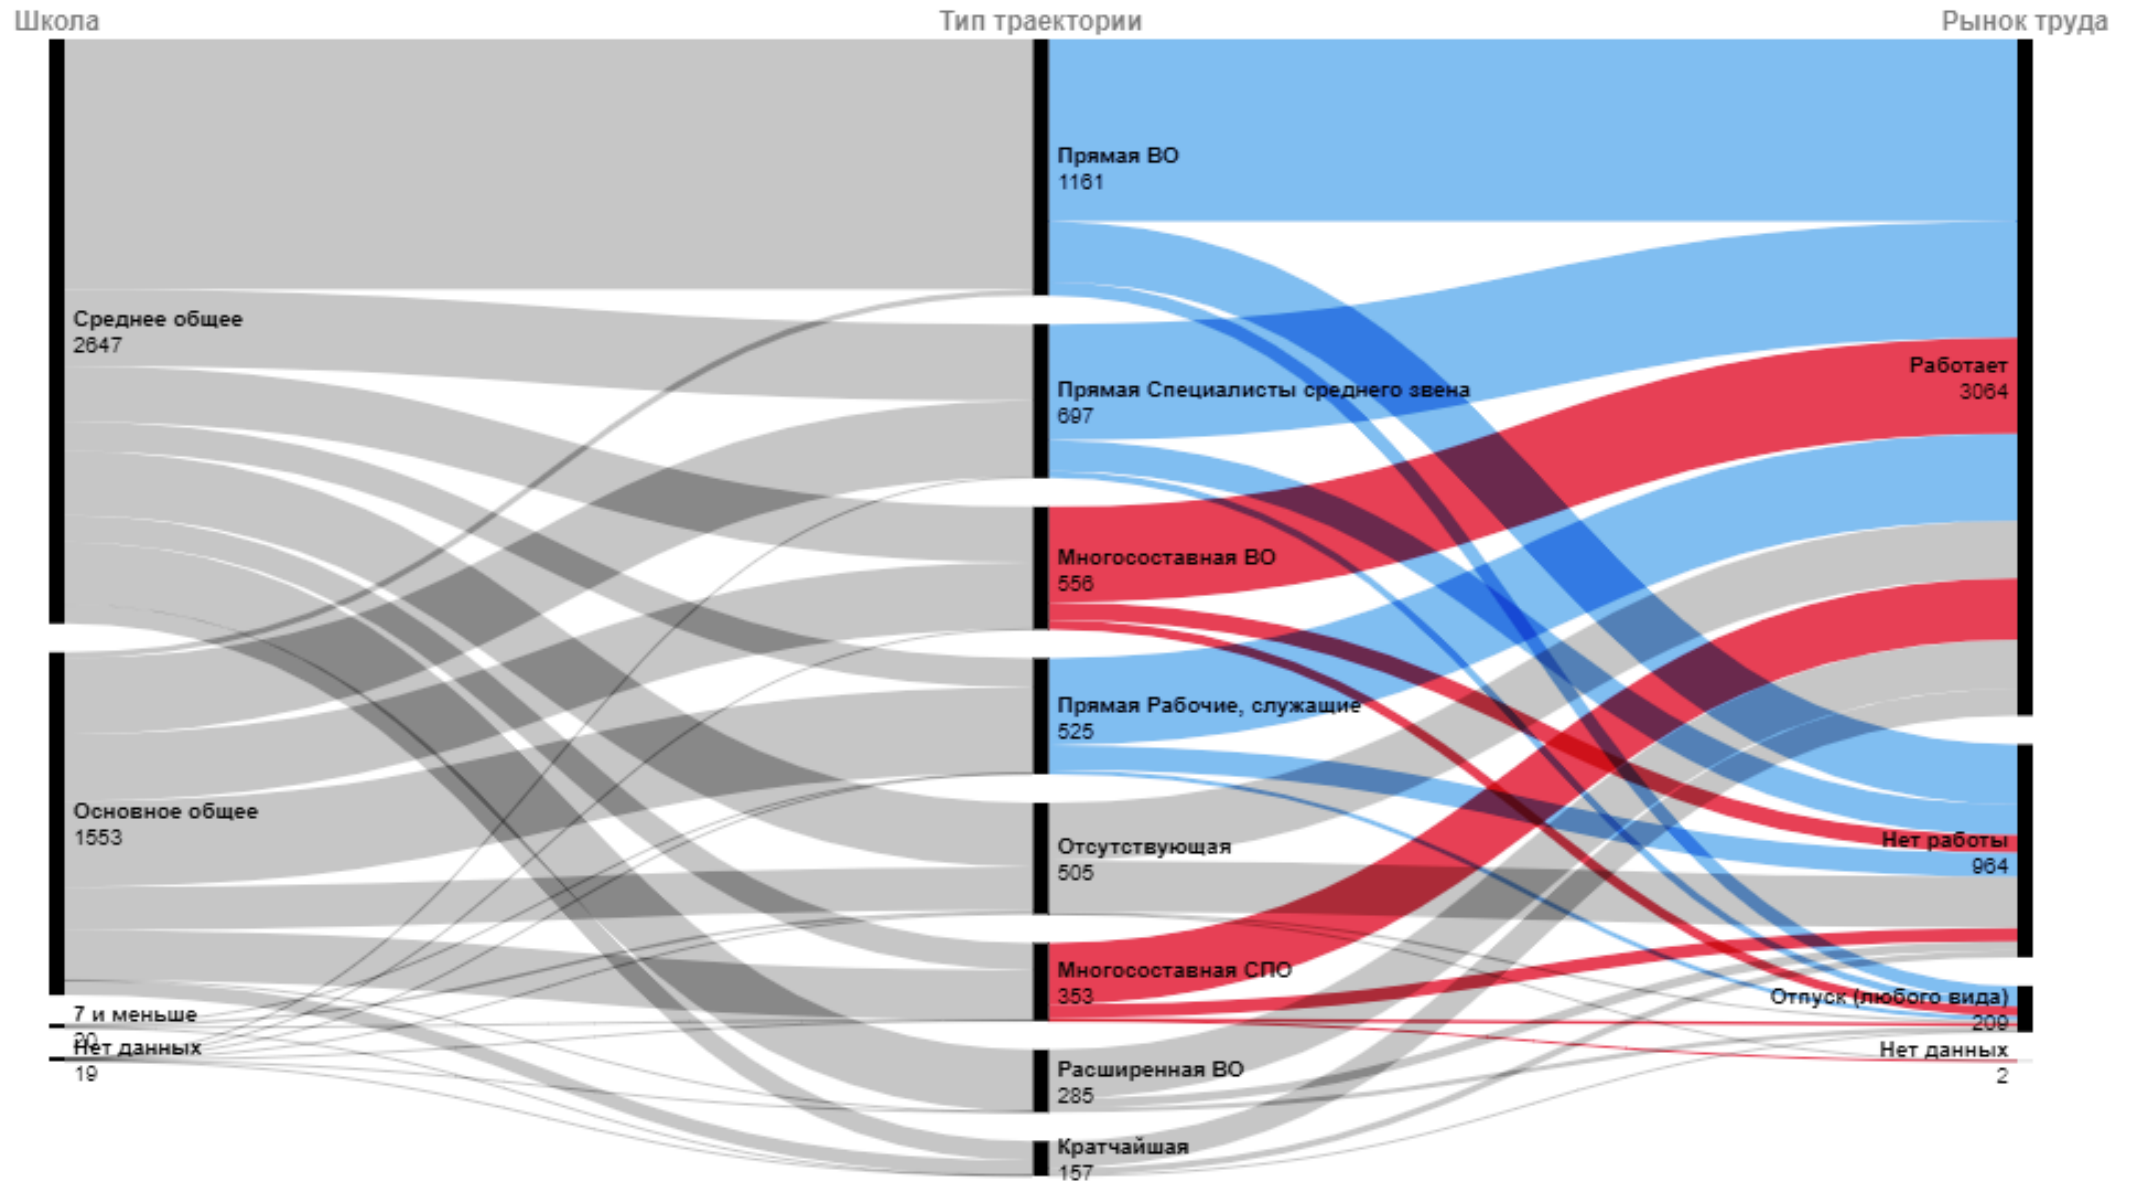 Школа
Тип траектории
Рынок труда
Среднее общее
2647
Основное общее
1553
7 и меньше
20
Нет данных
19
Прямая ВО
1161
Прямая Специалисты среднего звена
697
Многосоставная ВО
556
Прямая Рабочие, служащие
525
Отсутствующая
505
Многосоставная СПО
353
Расширенная ВО
285
Кратчайшая
157
Работает
3064
Нет работы
964
Отпуск (любого вида)
209
Нет данных
2